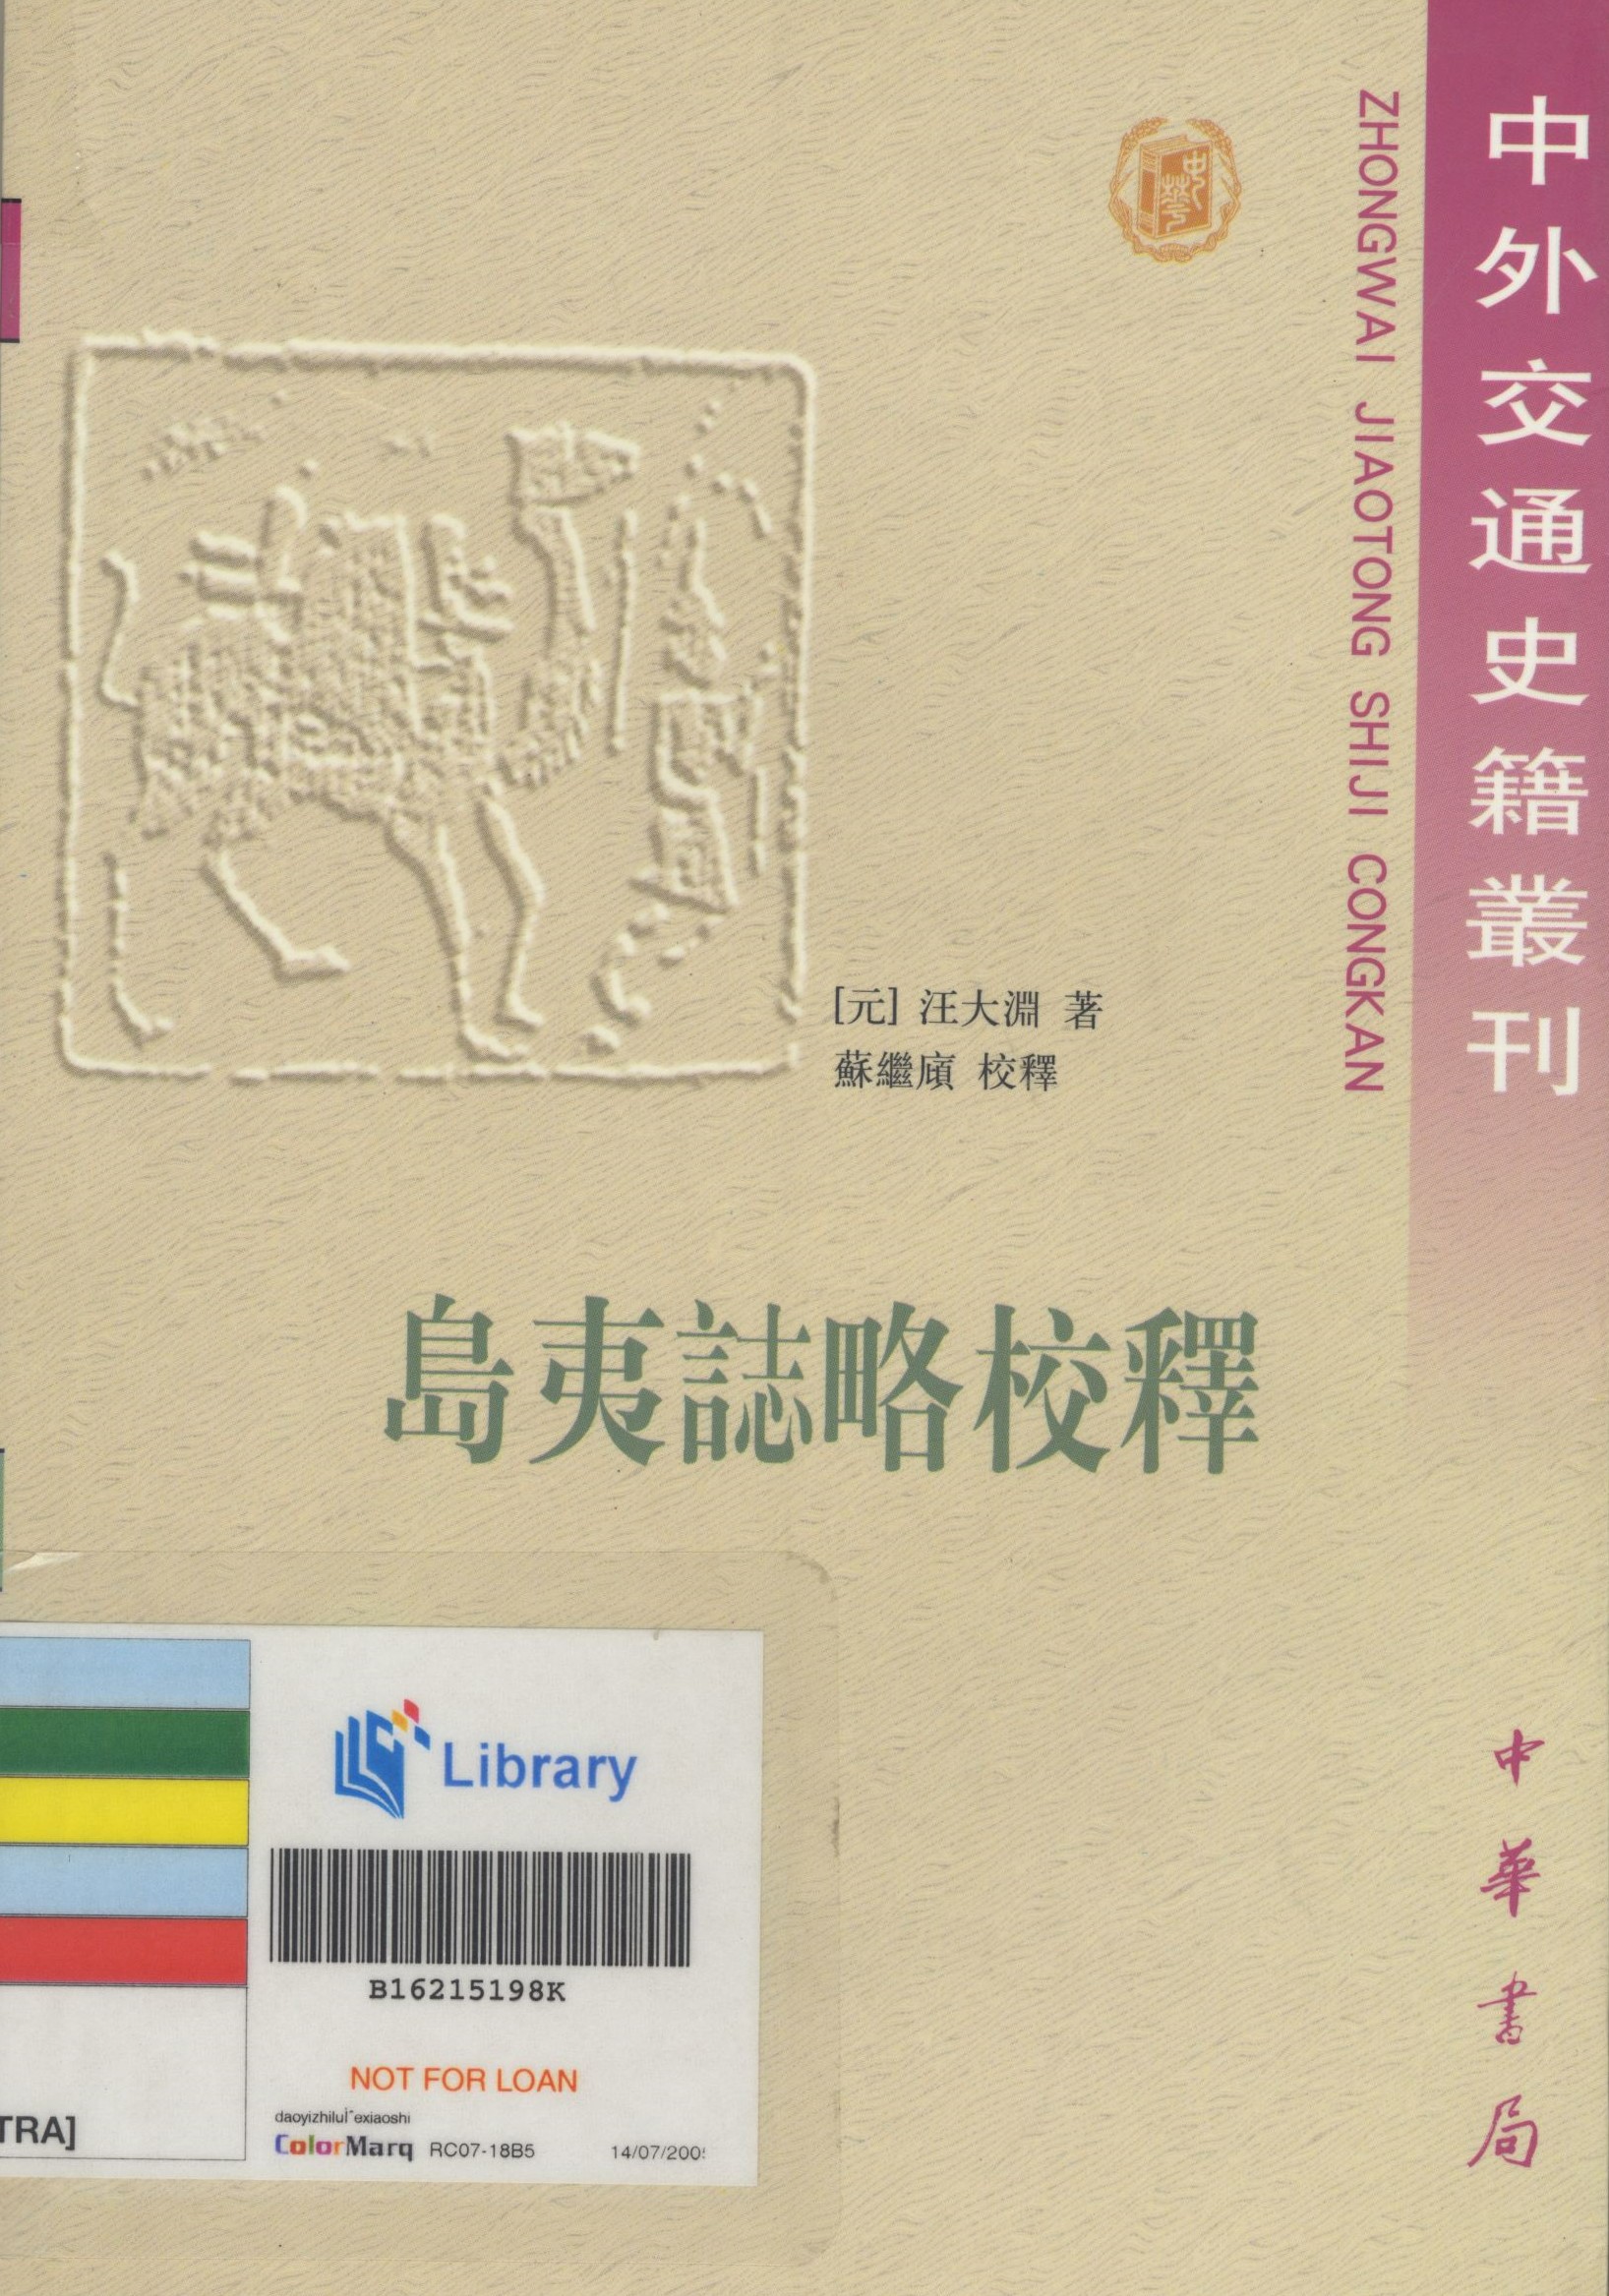 中外交通史籍叢刊
ZHONGWAI JIAOTONG SHIJI CONGKAN
[元] 汪大淵 著
蘇繼廎 校釋
島夷誌略校釋
中華書局
Library
B16215198K
NOT FOR LOAN
daoyizhilul¨exiaoshi
ColorMarq RC07-18B5 14/07/200
TRA]